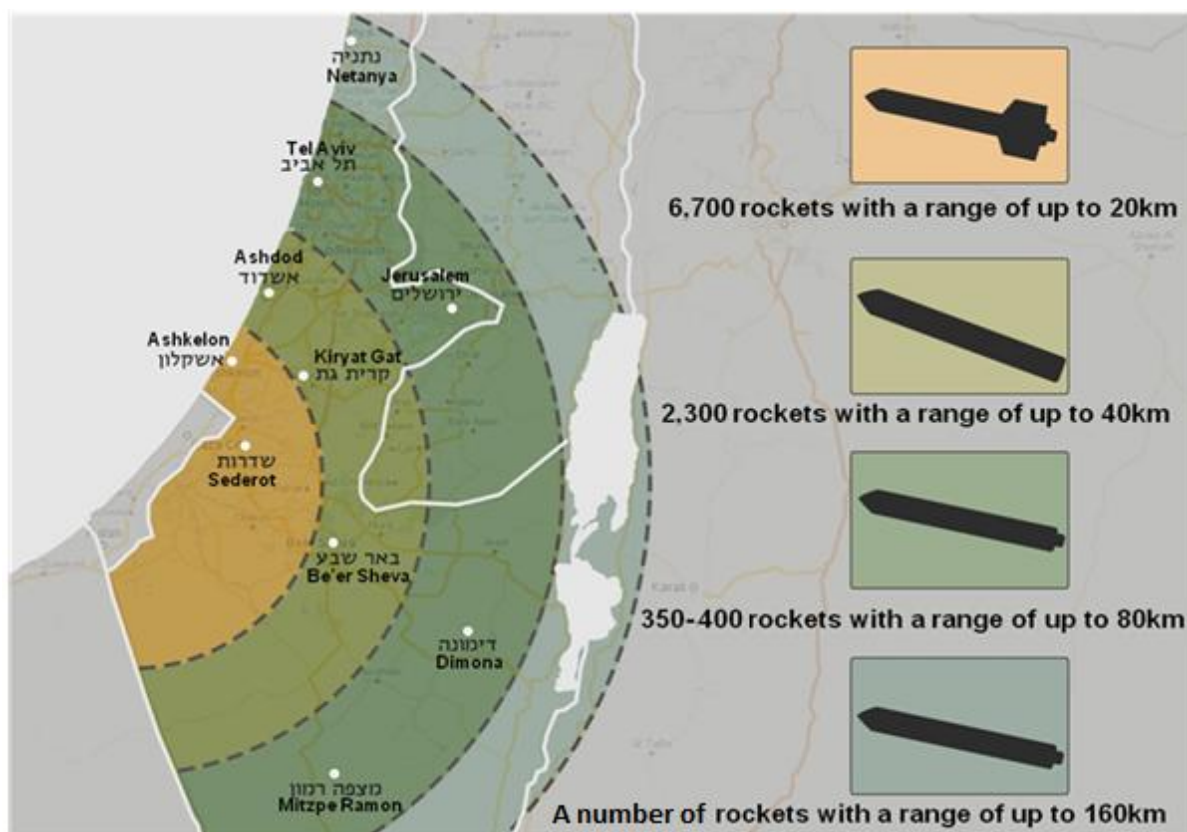 נתניה
Netanya
Tel Aviv
תל אביב
Ashdod
אשדוד
Jerusalem
ירושלים
Ashkelon
אשקלון
Kiryat Gat
קרית גת
שדרות
Sederot
באר שבע
Be'er Sheva
דימונה
Dimona
מצפה רמון
Mitzpe Ramon
6,700 rockets with a range of up to 20km
2,300 rockets with a range of up to 40km
350-400 rockets with a range of up to 80km
A number of rockets with a range of up to 160km